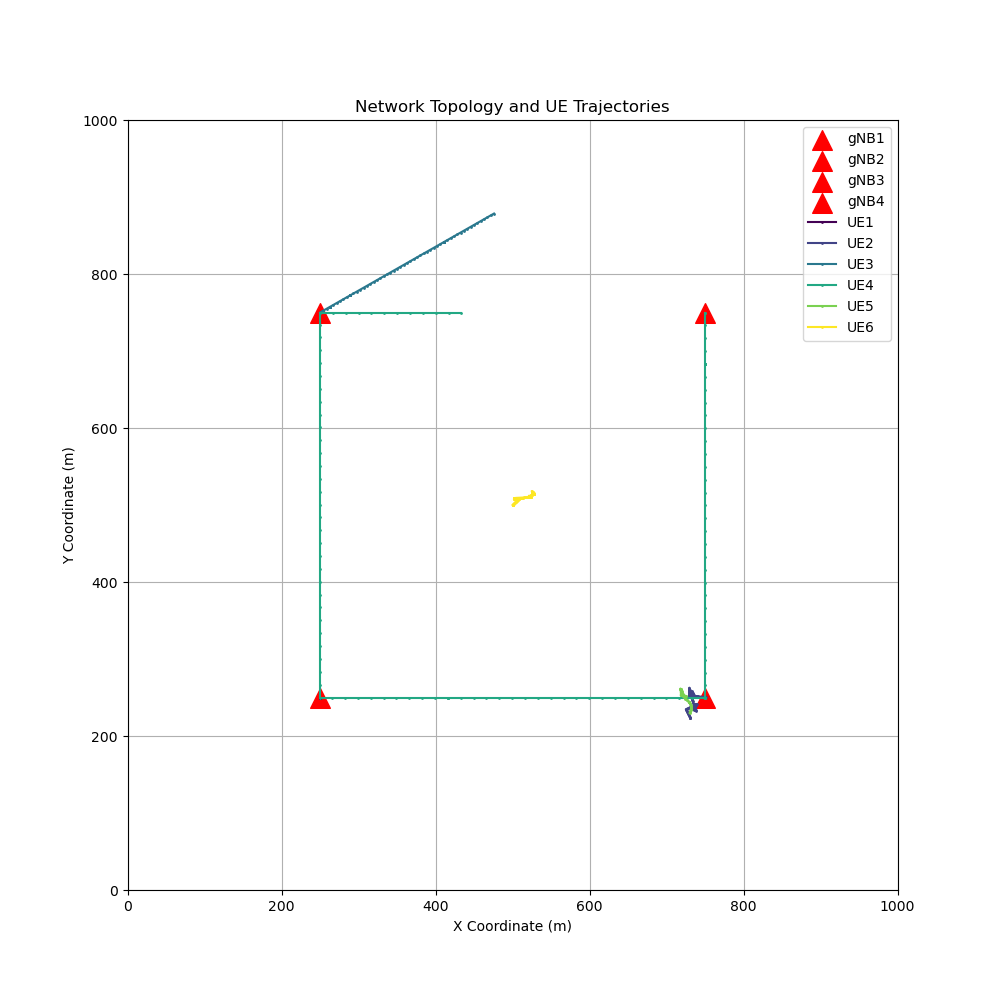 Network Topology and UE Trajectories
1000
800
600
400
200
0
Y Coordinate (m)
gNB1
gNB2
gNB3
gNB4
UE1
UE2
UE3
UE4
UE5
UE6
0
200
400
600
800
1000
X Coordinate (m)